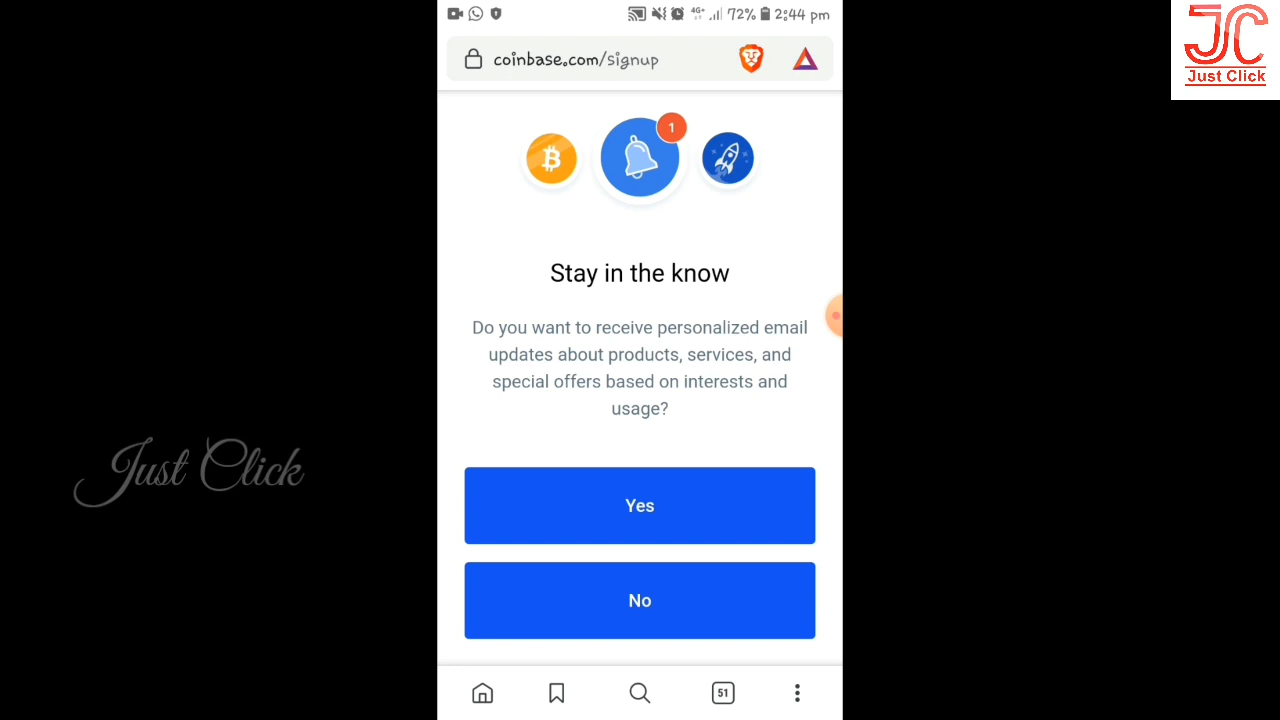 4G+ 72% 2:44 pm
JC
Just Click
coinbase.com/signup
1
Stay in the know
Do you want to receive personalized email
updates about products, services, and
special offers based on interests and
usage?
Just Click
Yes
No
51